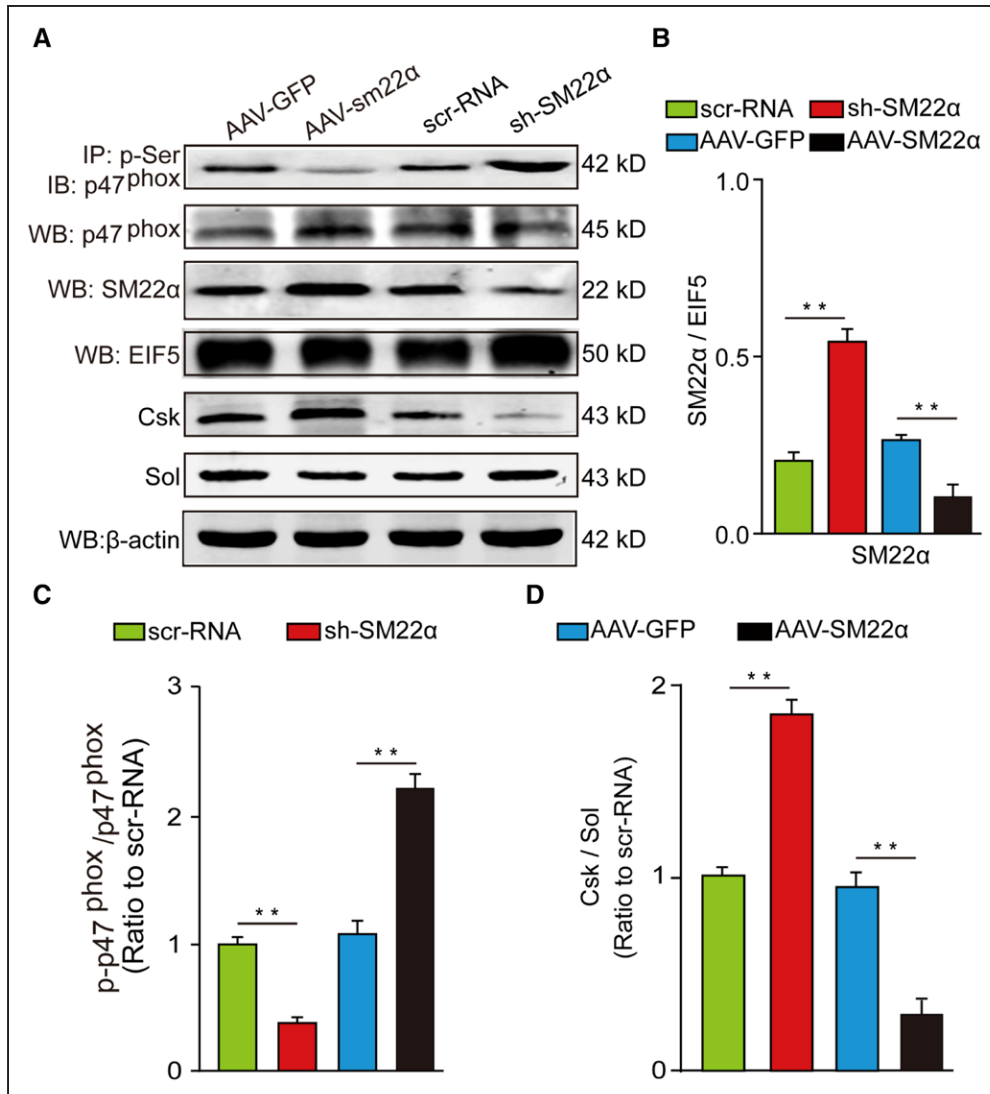 A
AAV-GFP
AAV-sm22α
scr-RNA
sh-SM22α
IP: p-Ser
IB: p47phox
42 kD
WB: p47phox
45 kD
WB: SM22α
22 kD
WB: EIF5
50 kD
Csk
43 kD
Sol
43 kD
WB:β-actin
42 kD
B
scr-RNA sh-SM22α
AAV-GFP AAV-SM22α
SM22α / EIF5
1.0
0.5
0.0
**
**
SM22α
C
scr-RNA sh-SM22α
p-p47phox/p47phox
(Ratio to scr-RNA)
3
2
1
0
**
**
D
AAV-GFP AAV-SM22α
Csk / Sol
(Ratio to scr-RNA)
2
1
0
**
**